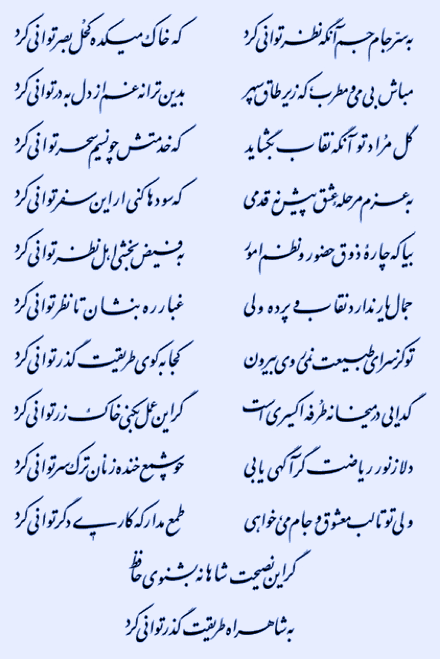 به سر جام جم آنگه نظر توانی کرد که خاک میکده کحل بصر توانی کرد
مباش بی می و مطرب که زیر طاق سپهر بدین ترانه غم از دل به در توانی کرد
گل مراد تو آنگه نقاب بگشاید که خدمتش چو نسیم سحر توانی کرد
به عزم مرحله عشق پیش نه قدمی که سودها کنی ار این سفر توانی کرد
بیا که چاره ذوق حضور و نظم امور به فیض بخشی اهل نظر توانی کرد
جمال یار ندارد نقاب و پرده ولی غبار ره بنشان تا نظر توانی کرد
تو کز سرای طبیعت نمی‌روی بیرون کجا به کوی طریقت گذر توانی کرد
گدایی در میخانه طرفه اکسیریست گر این عمل بکنی خاک زر توانی کرد
دلا ز نور ریاضت گر آگهی یابی چو شمع خنده زنان ترک سر توانی کرد
ولی تو تا لب معشوق و جام می خواهی طمع مدار که کار دگر توانی کرد
گر این نصیحت شاهانه بشنوی حافظ
به شاهراه طریقت گذر توانی کرد